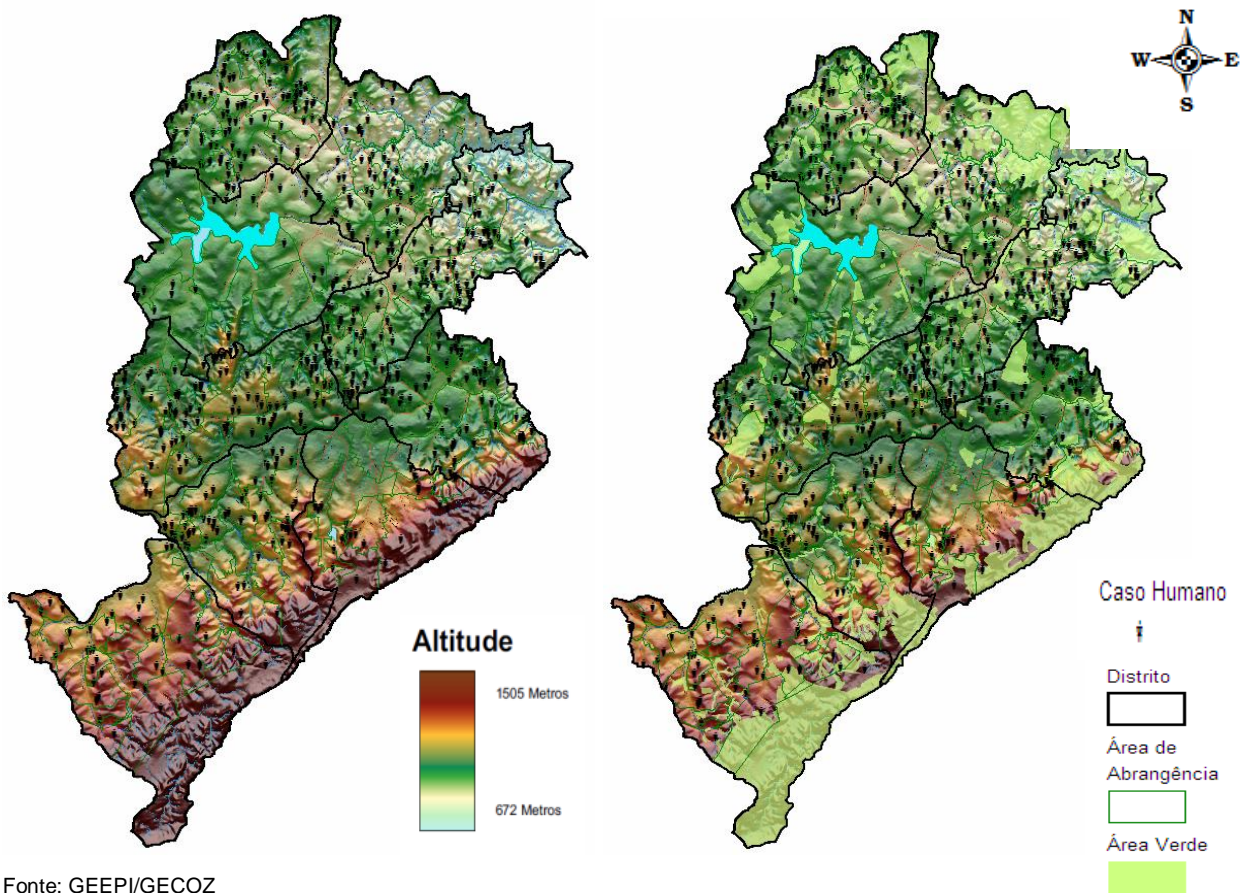 N
W
E
S
Altitude
1505 Metros
672 Metros
Caso Humano
Distrito
Área de
Abrangência
Área Verde
Fonte: GEEPI/GECOZ